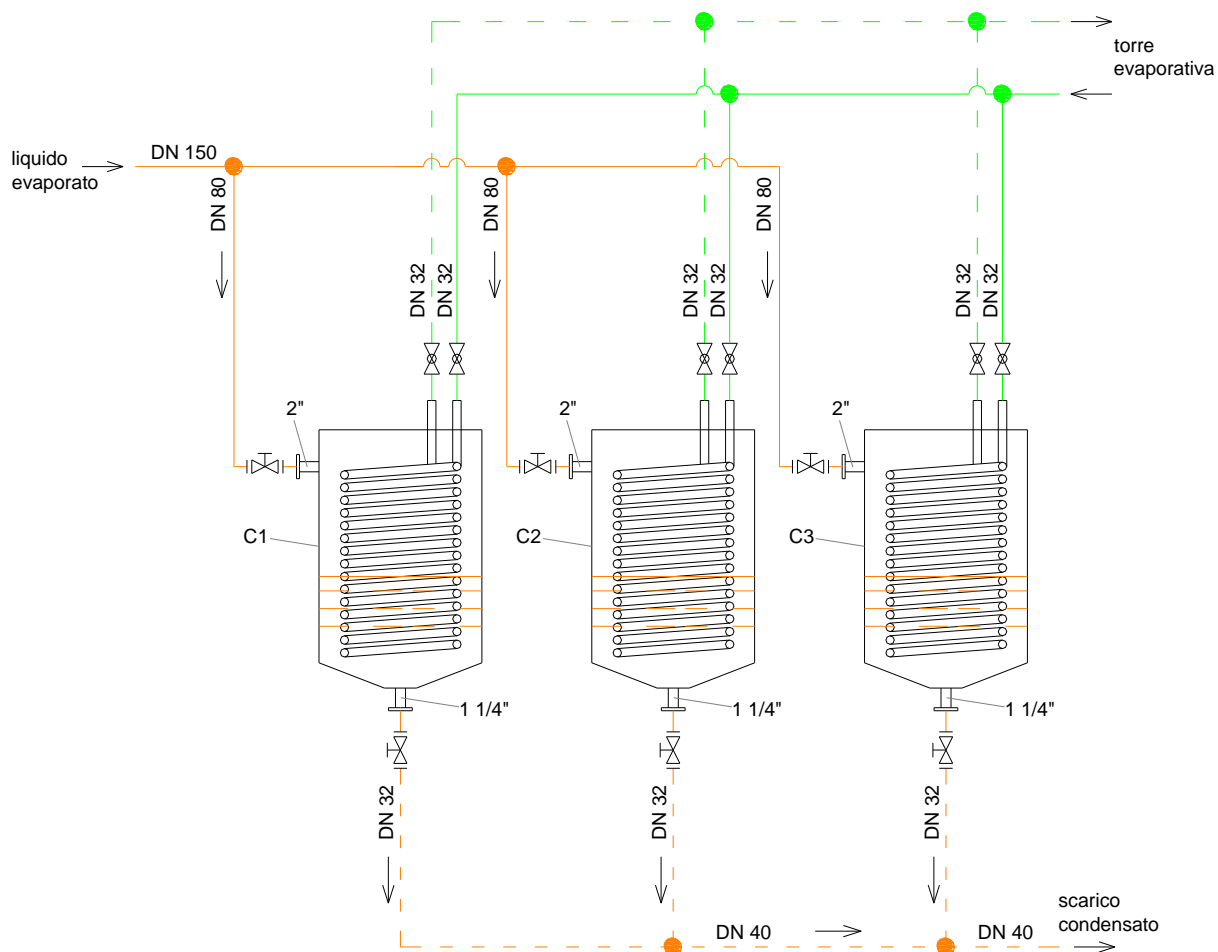 torre
evaporativa
liquido
evaporato
DN 150
DN 80
DN 80
DN 80
DN 32
DN 32
DN 32
DN 32
DN 32
DN 32
2"
2"
2"
C1
C2
C3
1 1/4"
1 1/4"
1 1/4"
DN 32
DN 32
DN 32
scarico
condensato
DN 40
DN 40